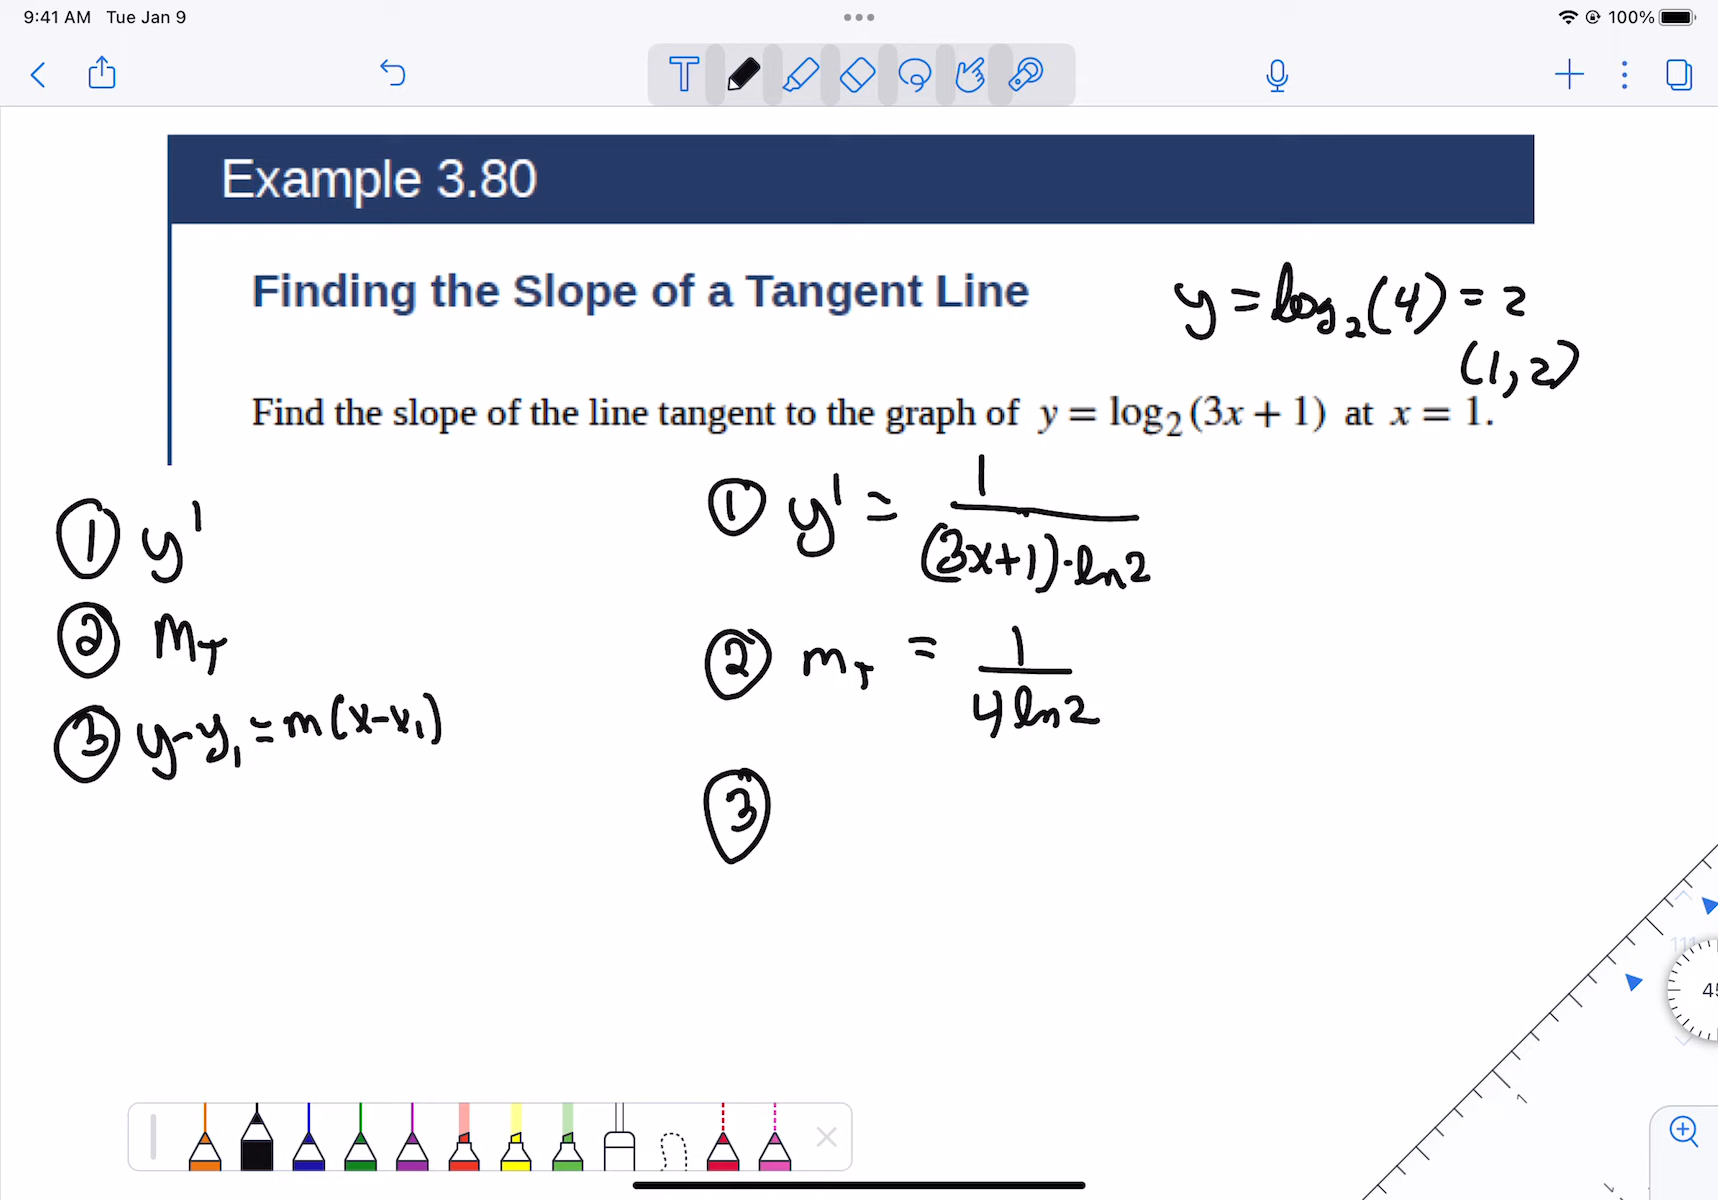 9:41 AM Tue Jan 9
100%
Example 3.80
Finding the Slope of a Tangent Line
y = log₂(4) = 2
(1,2)
Find the slope of the line tangent to the graph of y = log₂(3x + 1) at x = 1.
① y'
② m_T
③ y-y₁=m(x-x₁)
① y' = 1/((3x+1)·ln2)
② m_T = 1/(4ln2)
③
1